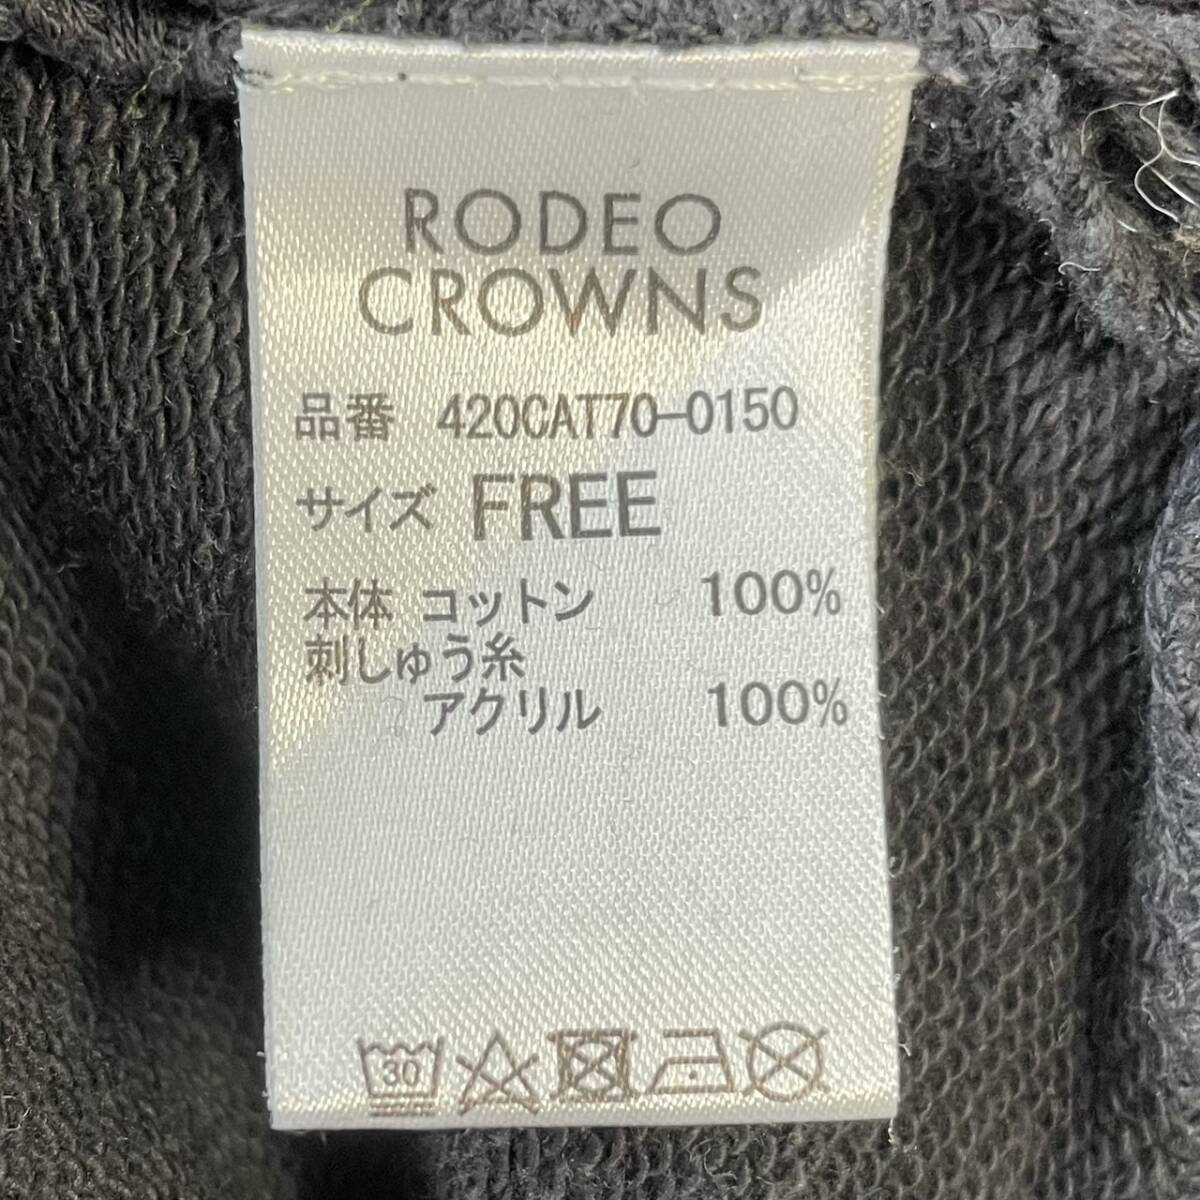 RODEO
CROWNS
品番 420CAT70-0150
サイズ FREE
本体 コットン 100%
刺しゅう糸
アクリル 100%
30